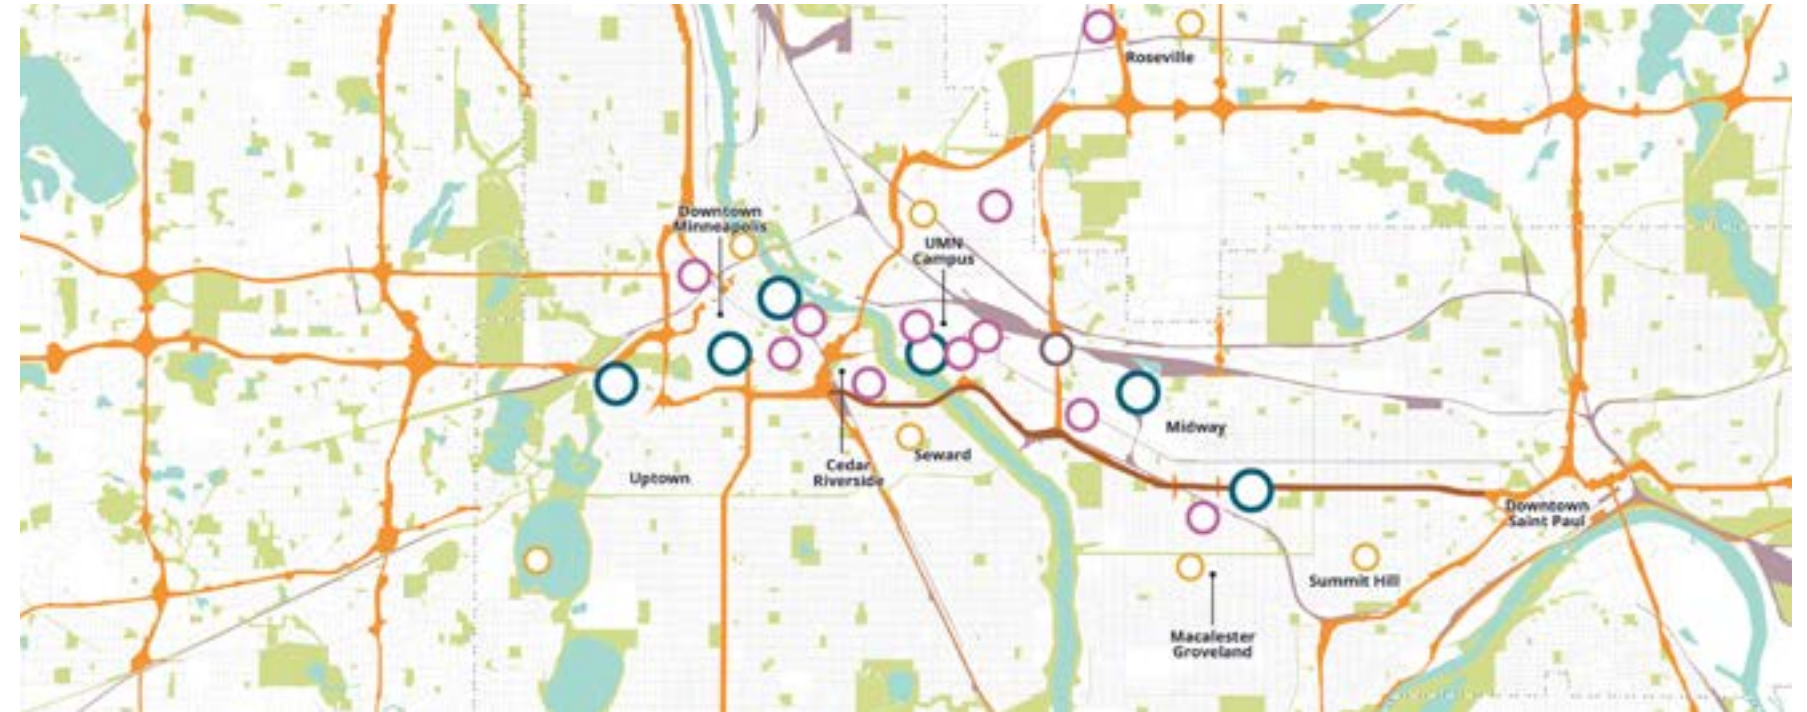 Roseville
Downtown
Minneapolis
UMN
Campus
Midway
Seward
Cedar
Riverside
Uptown
Downtown
Saint Paul
Summit Hill
Macalester
Groveland